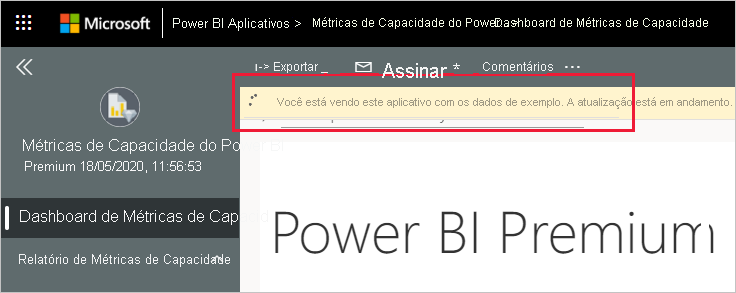 Microsoft Power BI Aplicativos > Métricas de Capacidade do Power > Dashboard de Métricas de Capacidade
Exportar Assinar Comentários ...
Você está vendo este aplicativo com os dados de exemplo. A atualização está em andamento.
Métricas de Capacidade do Power BI
Premium 18/05/2020, 11:56:53
Dashboard de Métricas de Cap
Relatório de Métricas de Capacidade
Power BI Premium